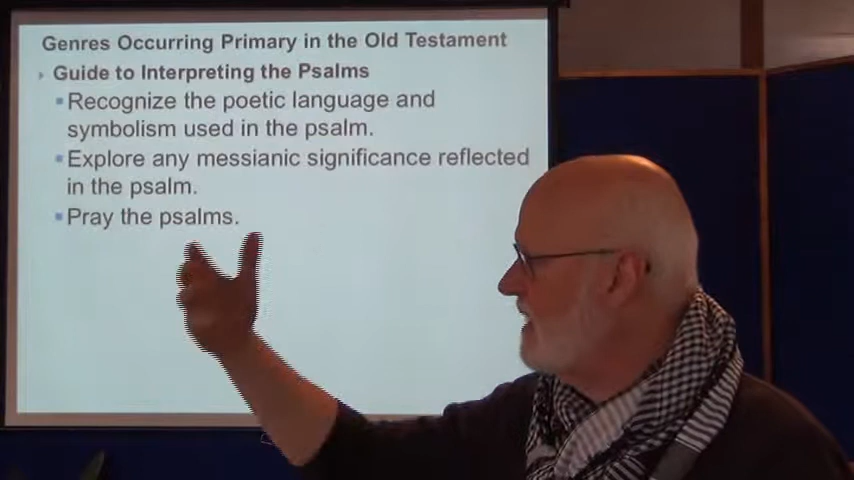 Genres Occurring Primary in the Old Testament
Guide to Interpreting the Psalms
Recognize the poetic language and
symbolism used in the psalm.
Explore any messianic significance reflected
in the psalm.
Pray the psalms.